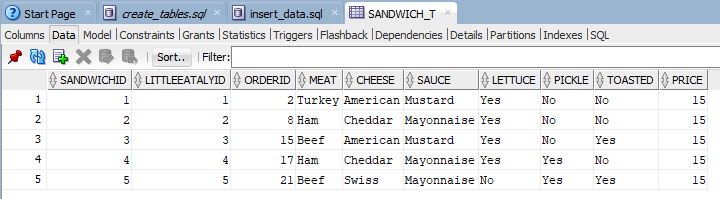 Start Page create_tables.sql insert_data.sql SANDWICH_T
Columns Data Model Constraints Grants Statistics Triggers Flashback Dependencies Details Partitions Indexes SQL
Sort.. Filter:
SANDWICHID LITTLEEATALYID ORDERID MEAT CHEESE SAUCE LETTUCE PICKLE TOASTED PRICE
1 1 1 2 Turkey American Mustard Yes No No 15
2 2 2 8 Ham Cheddar Mayonnaise Yes No No 15
3 3 3 15 Beef American Mustard Yes No Yes 15
4 4 4 17 Ham Cheddar Mayonnaise Yes Yes No 15
5 5 5 21 Beef Swiss Mayonnaise No Yes Yes 15